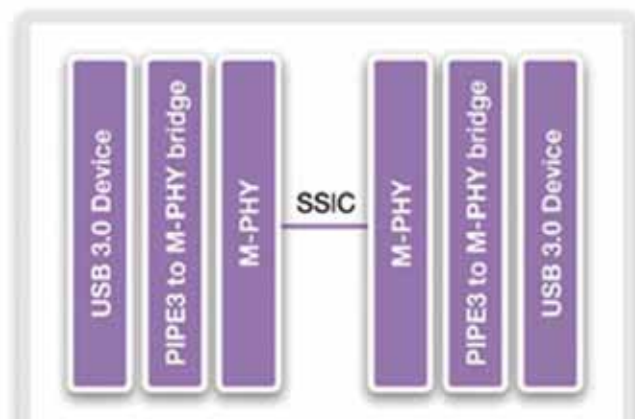 USB 3.0 Device
PIPE3 to M-PHY bridge
M-PHY
SSIC
M-PHY
PIPE3 to M-PHY bridge
USB 3.0 Device